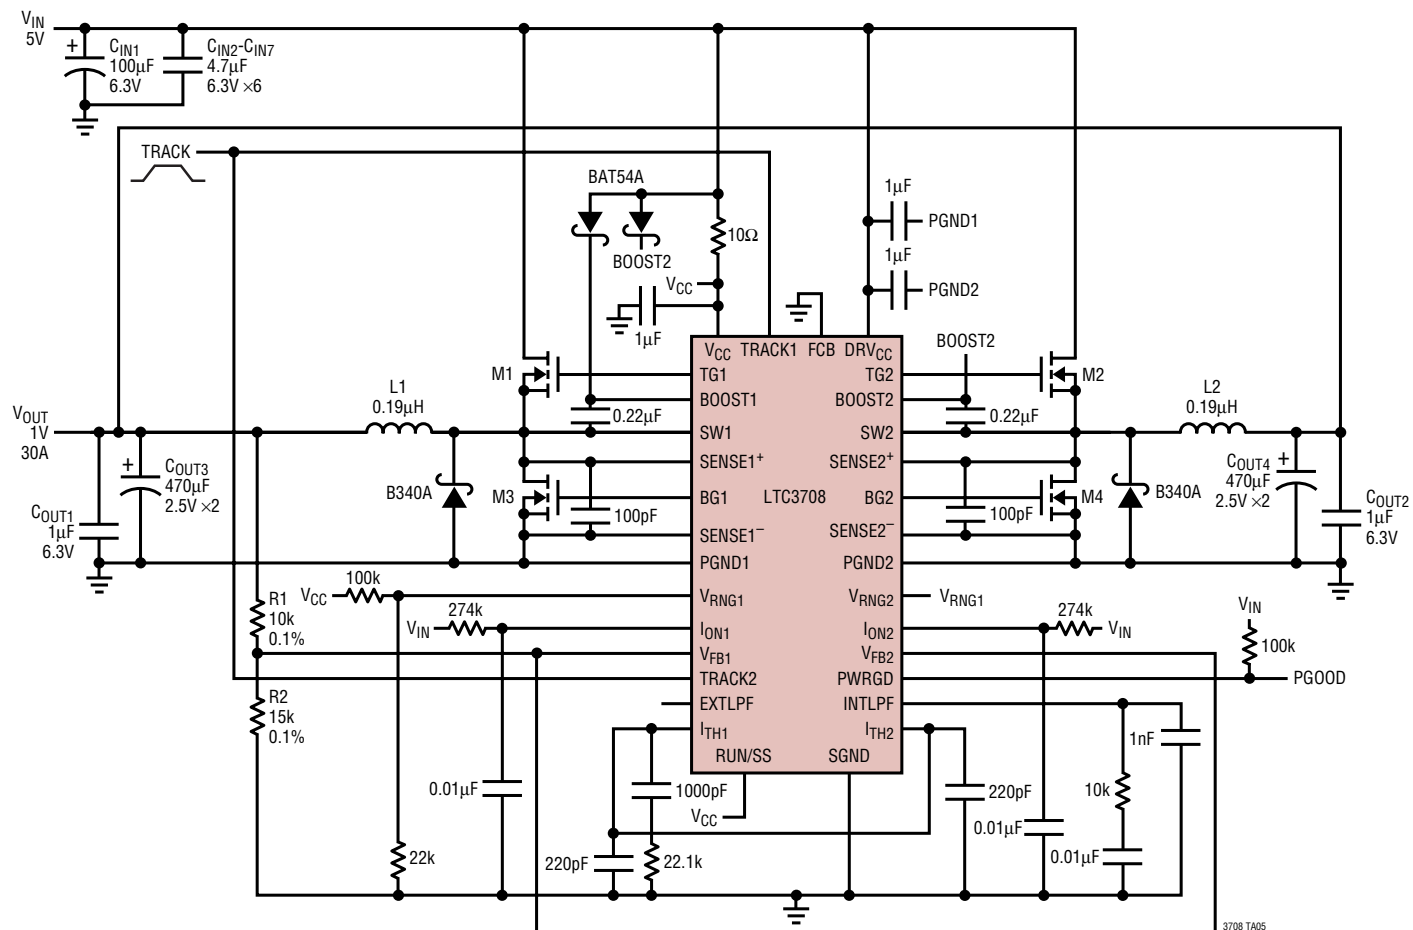 VIN
5V
+
CIN1
100µF
6.3V
CIN2-CIN7
4.7µF
6.3V ×6
TRACK
BAT54A
BOOST2
10Ω
VCC
1µF
1µF
PGND1
1µF
PGND2
BOOST2
VCC
TRACK1
FCB
DRVCC
M1
TG1
TG2
M2
L1
0.19µH
BOOST1
BOOST2
L2
0.19µH
0.22µF
0.22µF
VOUT
1V
30A
SW1
SW2
+
COUT3
470µF
2.5V ×2
SENSE1+
SENSE2+
+
COUT4
470µF
2.5V ×2
B340A
M3
BG1
LTC3708
BG2
M4
B340A
COUT1
1µF
6.3V
100pF
100pF
COUT2
1µF
6.3V
SENSE1–
SENSE2–
PGND1
PGND2
VCC
100k
R1
10k
0.1%
VRNG1
VRNG2
VRNG1
VIN
VIN
274k
ION1
ION2
274k
VIN
100k
VFB1
VFB2
TRACK2
PWRGD
PGOOD
R2
15k
0.1%
EXTLPF
INTLPF
ITH1
ITH2
RUN/SS
SGND
1nF
0.01µF
1000pF
220pF
10k
VCC
0.01µF
22k
220pF
22.1k
0.01µF
3708 TA05